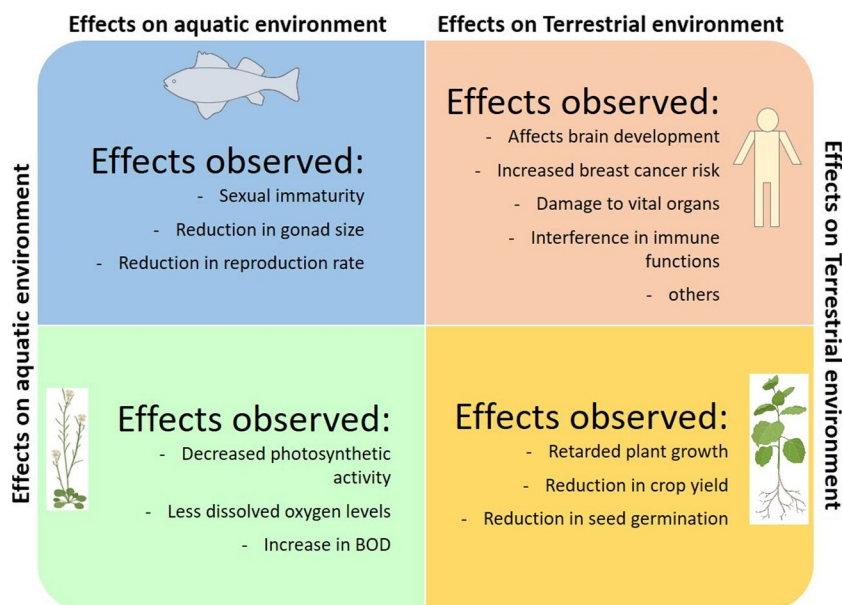 Effects on aquatic environment
Effects on Terrestrial environment
Effects on aquatic environment
Effects observed:
- Sexual immaturity
- Reduction in gonad size
- Reduction in reproduction rate
Effects observed:
- Affects brain development
- Increased breast cancer risk
- Damage to vital organs
- Interference in immune
functions
- others
Effects on Terrestrial environment
Effects observed:
- Decreased photosynthetic
activity
- Less dissolved oxygen levels
- Increase in BOD
Effects observed:
- Retarded plant growth
- Reduction in crop yield
- Reduction in seed germination